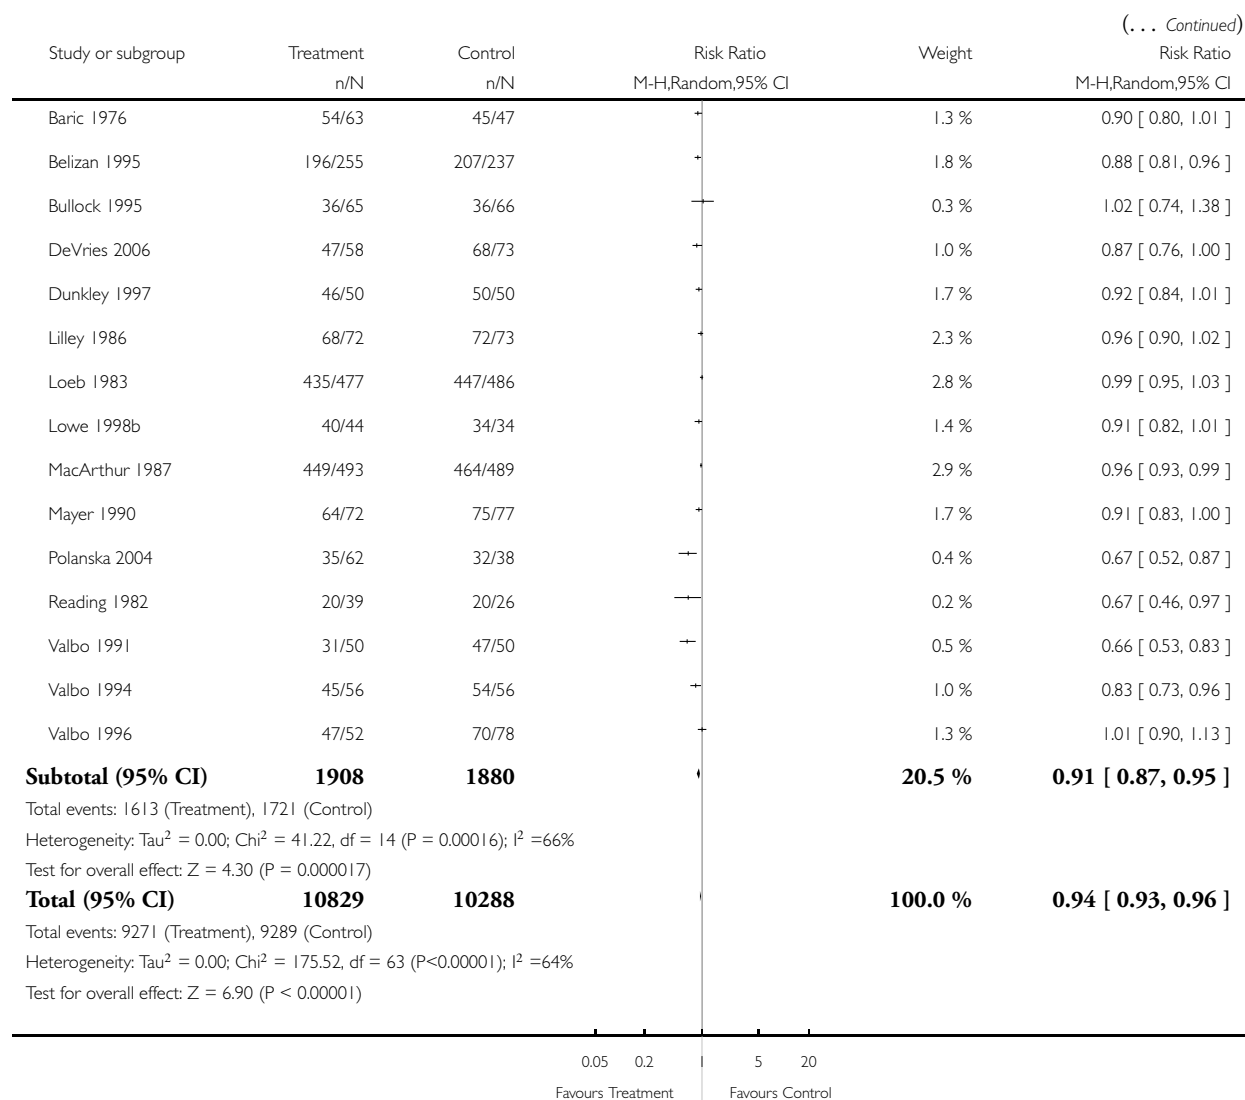 (... Continued)
Study or subgroup Treatment Control Risk Ratio Weight Risk Ratio
n/N n/N M-H,Random,95% CI M-H,Random,95% CI
Baric 1976 54/63 45/47 1.3 % 0.90 [ 0.80, 1.01 ]
Belizan 1995 196/255 207/237 1.8 % 0.88 [ 0.81, 0.96 ]
Bullock 1995 36/65 36/66 0.3 % 1.02 [ 0.74, 1.38 ]
DeVries 2006 47/58 68/73 1.0 % 0.87 [ 0.76, 1.00 ]
Dunkley 1997 46/50 50/50 1.7 % 0.92 [ 0.84, 1.01 ]
Lilley 1986 68/72 72/73 2.3 % 0.96 [ 0.90, 1.02 ]
Loeb 1983 435/477 447/486 2.8 % 0.99 [ 0.95, 1.03 ]
Lowe 1998b 40/44 34/34 1.4 % 0.91 [ 0.82, 1.01 ]
MacArthur 1987 449/493 464/489 2.9 % 0.96 [ 0.93, 0.99 ]
Mayer 1990 64/72 75/77 1.7 % 0.91 [ 0.83, 1.00 ]
Polanska 2004 35/62 32/38 0.4 % 0.67 [ 0.52, 0.87 ]
Reading 1982 20/39 20/26 0.2 % 0.67 [ 0.46, 0.97 ]
Valbo 1991 31/50 47/50 0.5 % 0.66 [ 0.53, 0.83 ]
Valbo 1994 45/56 54/56 1.0 % 0.83 [ 0.73, 0.96 ]
Valbo 1996 47/52 70/78 1.3 % 1.01 [ 0.90, 1.13 ]
Subtotal (95% CI) 1908 1880 20.5 % 0.91 [ 0.87, 0.95 ]
Total events: 1613 (Treatment), 1721 (Control)
Heterogeneity: Tau² = 0.00; Chi² = 41.22, df = 14 (P = 0.00016); I² =66%
Test for overall effect: Z = 4.30 (P = 0.000017)
Total (95% CI) 10829 10288 100.0 % 0.94 [ 0.93, 0.96 ]
Total events: 9271 (Treatment), 9289 (Control)
Heterogeneity: Tau² = 0.00; Chi² = 175.52, df = 63 (P<0.00001); I² =64%
Test for overall effect: Z = 6.90 (P < 0.00001)
0.05 0.2 1 5 20
Favours Treatment Favours Control